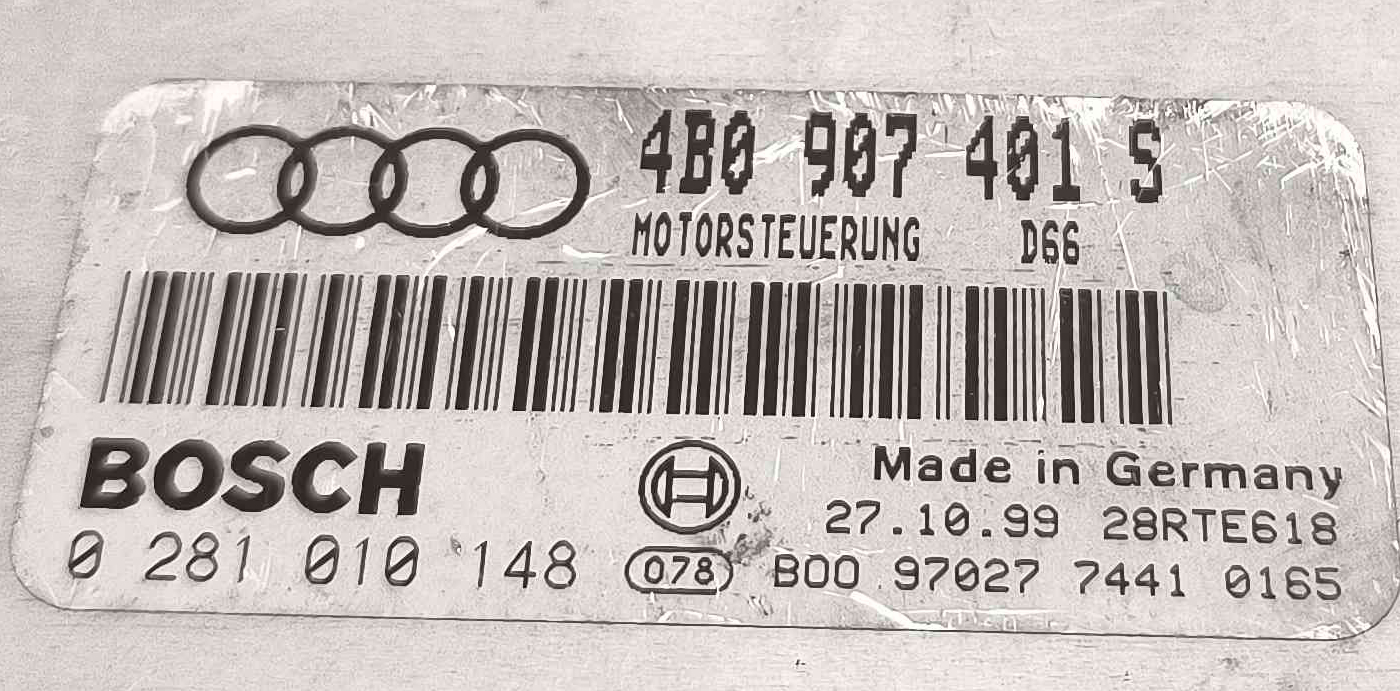 4B0 907 401 S
MOTORSTEUERUNG D66
BOSCH
Made in Germany
27.10.99 28RTE618
0 281 010 148 078 B00 97027 7441 0165